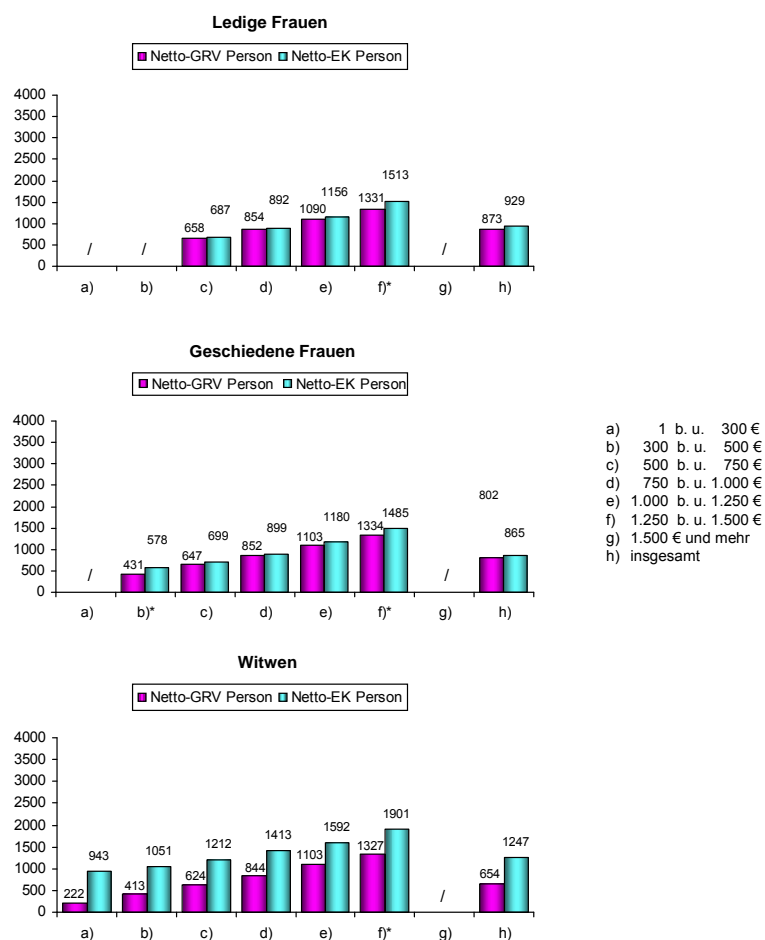 Ledige Frauen
Netto-GRV Person Netto-EK Person
4000
3500
3000
2500
2000
1500
1000
500
0
/ / 658 687 854 892 1090 1156 1331 1513 / 873 929
a) b) c) d) e) f)* g) h)
Geschiedene Frauen
Netto-GRV Person Netto-EK Person
4000
3500
3000
2500
2000
1500
1000
500
0
/ 431 578 647 699 852 899 1103 1180 1334 1485 / 802 865
a) b)* c) d) e) f)* g) h)
a) 1 b. u. 300 €
b) 300 b. u. 500 €
c) 500 b. u. 750 €
d) 750 b. u. 1.000 €
e) 1.000 b. u. 1.250 €
f) 1.250 b. u. 1.500 €
g) 1.500 € und mehr
h) insgesamt
Witwen
Netto-GRV Person Netto-EK Person
4000
3500
3000
2500
2000
1500
1000
500
0
222 943 413 1051 624 1212 844 1413 1103 1592 1327 1901 / 654 1247
a) b) c) d) e) f)* g) h)